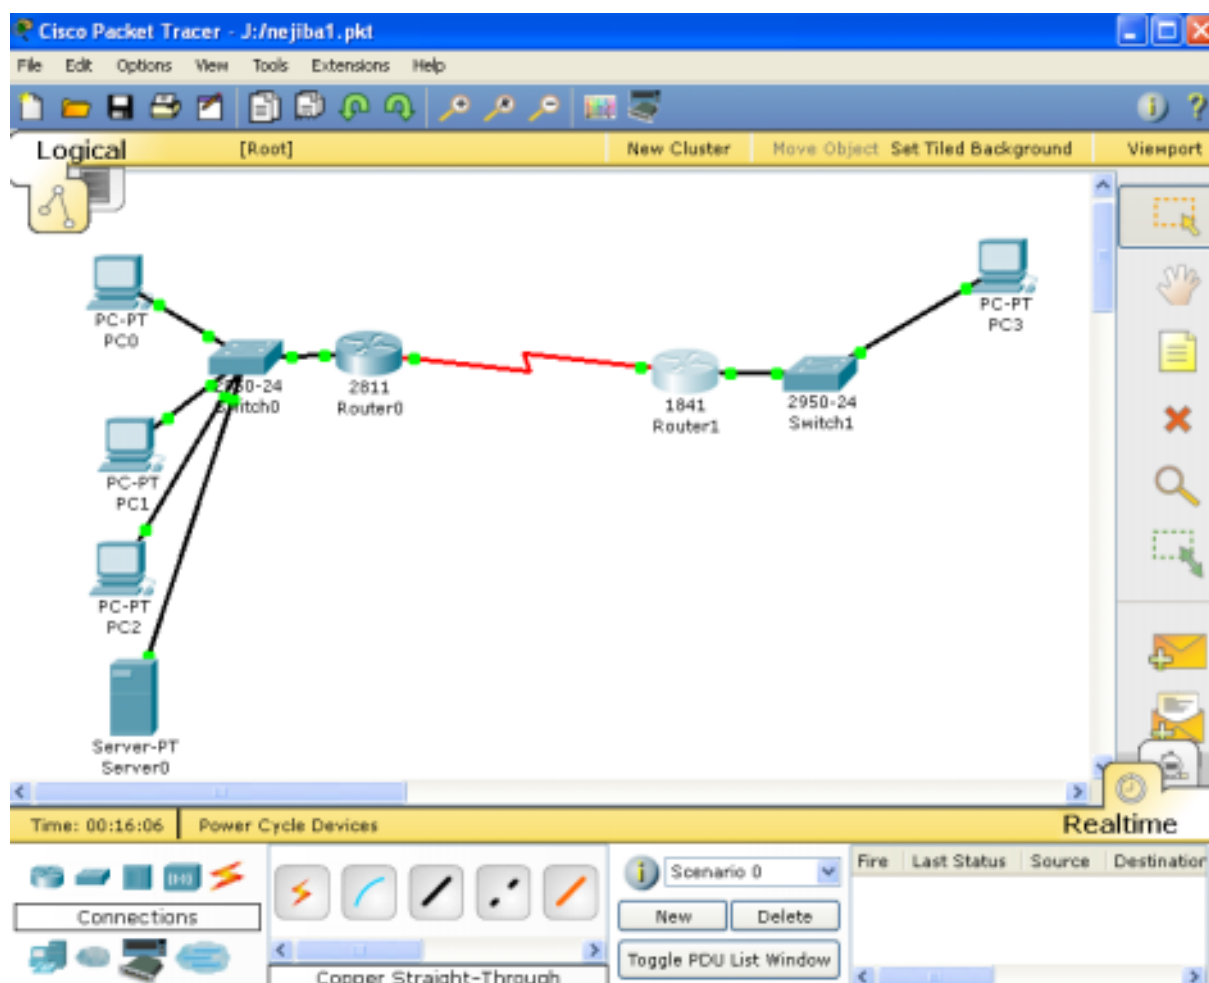 Cisco Packet Tracer - J:/nejiba1.pkt
File Edit Options View Tools Extensions Help
Logical [Root] New Cluster Move Object Set Tiled Background Viewport
PC-PT
PC0
PC-PT
PC3
2950-24
Switch0
2811
Router0
1841
Router1
2950-24
Switch1
PC-PT
PC1
PC-PT
PC2
Server-PT
Server0
Time: 00:16:06 Power Cycle Devices Realtime
Connections
Copper Straight-Through
Scenario 0
New Delete
Toggle PDU List Window
Fire Last Status Source Destination